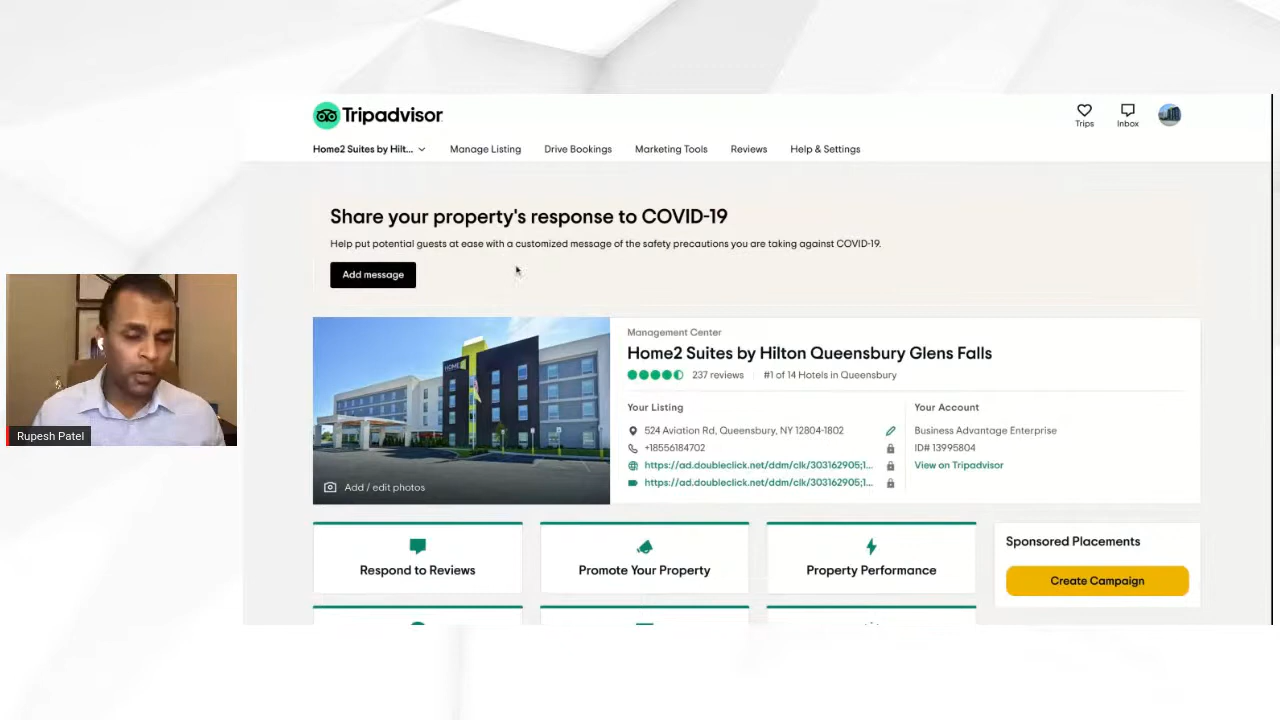 Tripadvisor
Trips
Inbox
Home2 Suites by Hilt...
Manage Listing
Drive Bookings
Marketing Tools
Reviews
Help & Settings
Share your property's response to COVID-19
Help put potential guests at ease with a customized message of the safety precautions you are taking against COVID-19.
Add message
Rupesh Patel
HOME
Add / edit photos
Management Center
Home2 Suites by Hilton Queensbury Glens Falls
237 reviews
#1 of 14 Hotels in Queensbury
Your Listing
524 Aviation Rd, Queensbury, NY 12804-1802
+18556184702
https://ad.doubleclick.net/ddm/clk/303162905;1...
https://ad.doubleclick.net/ddm/clk/303162905;1...
Your Account
Business Advantage Enterprise
ID# 13995804
View on Tripadvisor
Respond to Reviews
Promote Your Property
Property Performance
Sponsored Placements
Create Campaign